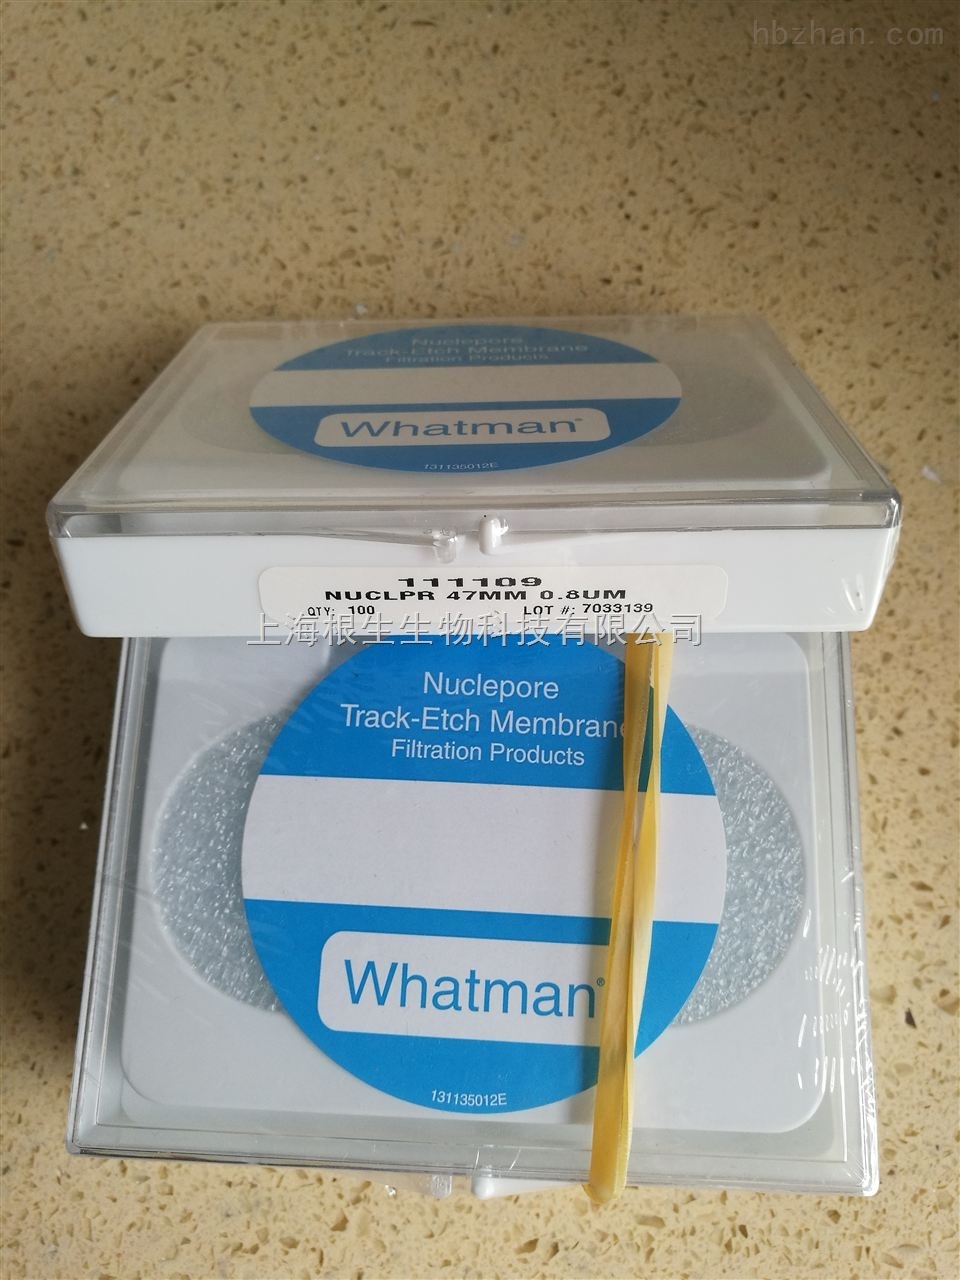 hbzhan.com
Nuclepore
Track-Etch Membrane
Filtration Products
Whatman®
131135012E
111109
NUCLPR 47MM 0.8UM
QTY: 100 LOT #: 7033139
上海根生生物科技有限公司
Nuclepore
Track-Etch Membrane
Filtration Products
Whatman®
131135012E